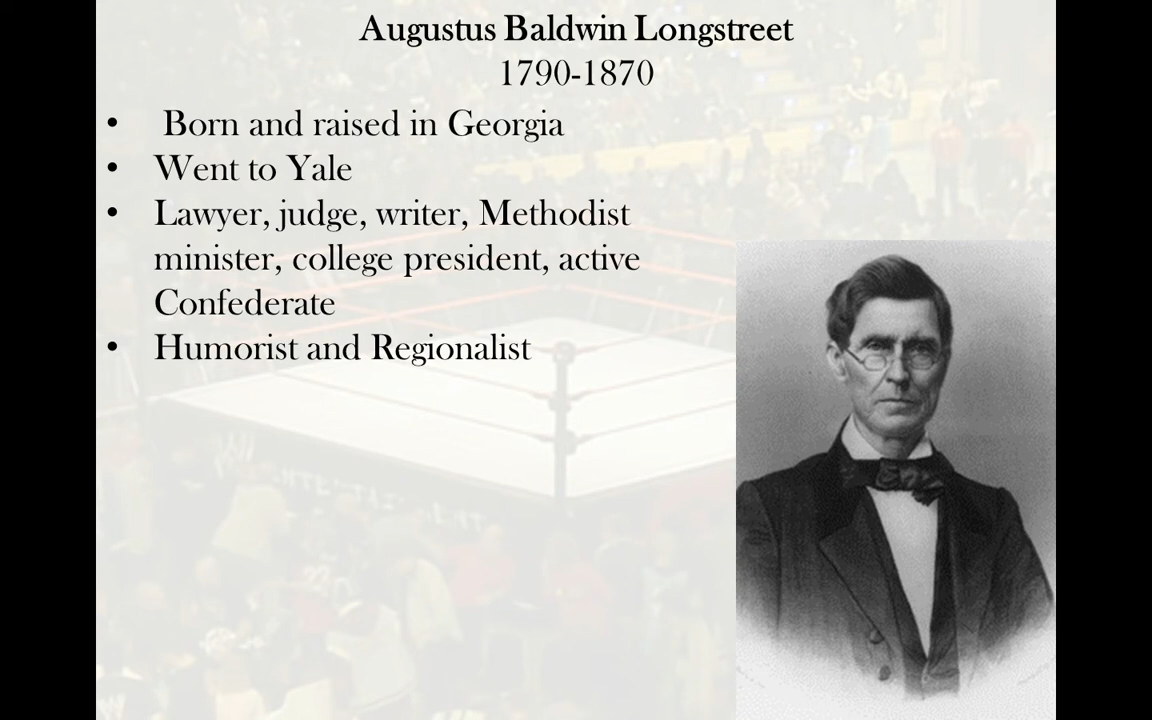 Augustus Baldwin Longstreet
1790-1870
• Born and raised in Georgia
• Went to Yale
• Lawyer, judge, writer, Methodist
minister, college president, active
Confederate
• Humorist and Regionalist